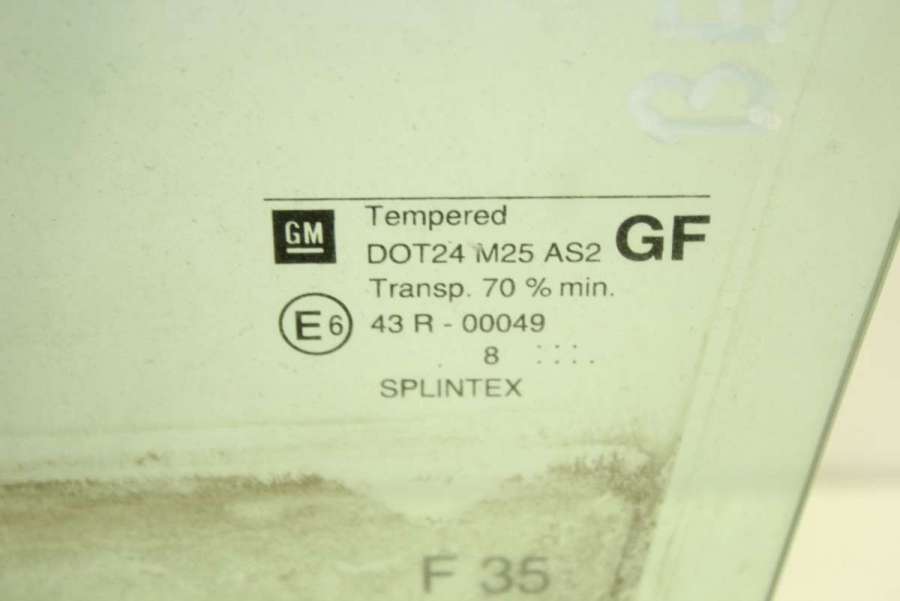 GM
Tempered
DOT24 M25 AS2 GF
Transp. 70 % min.
E6 43 R - 00049
. 8 : : : .
SPLINTEX
F 35